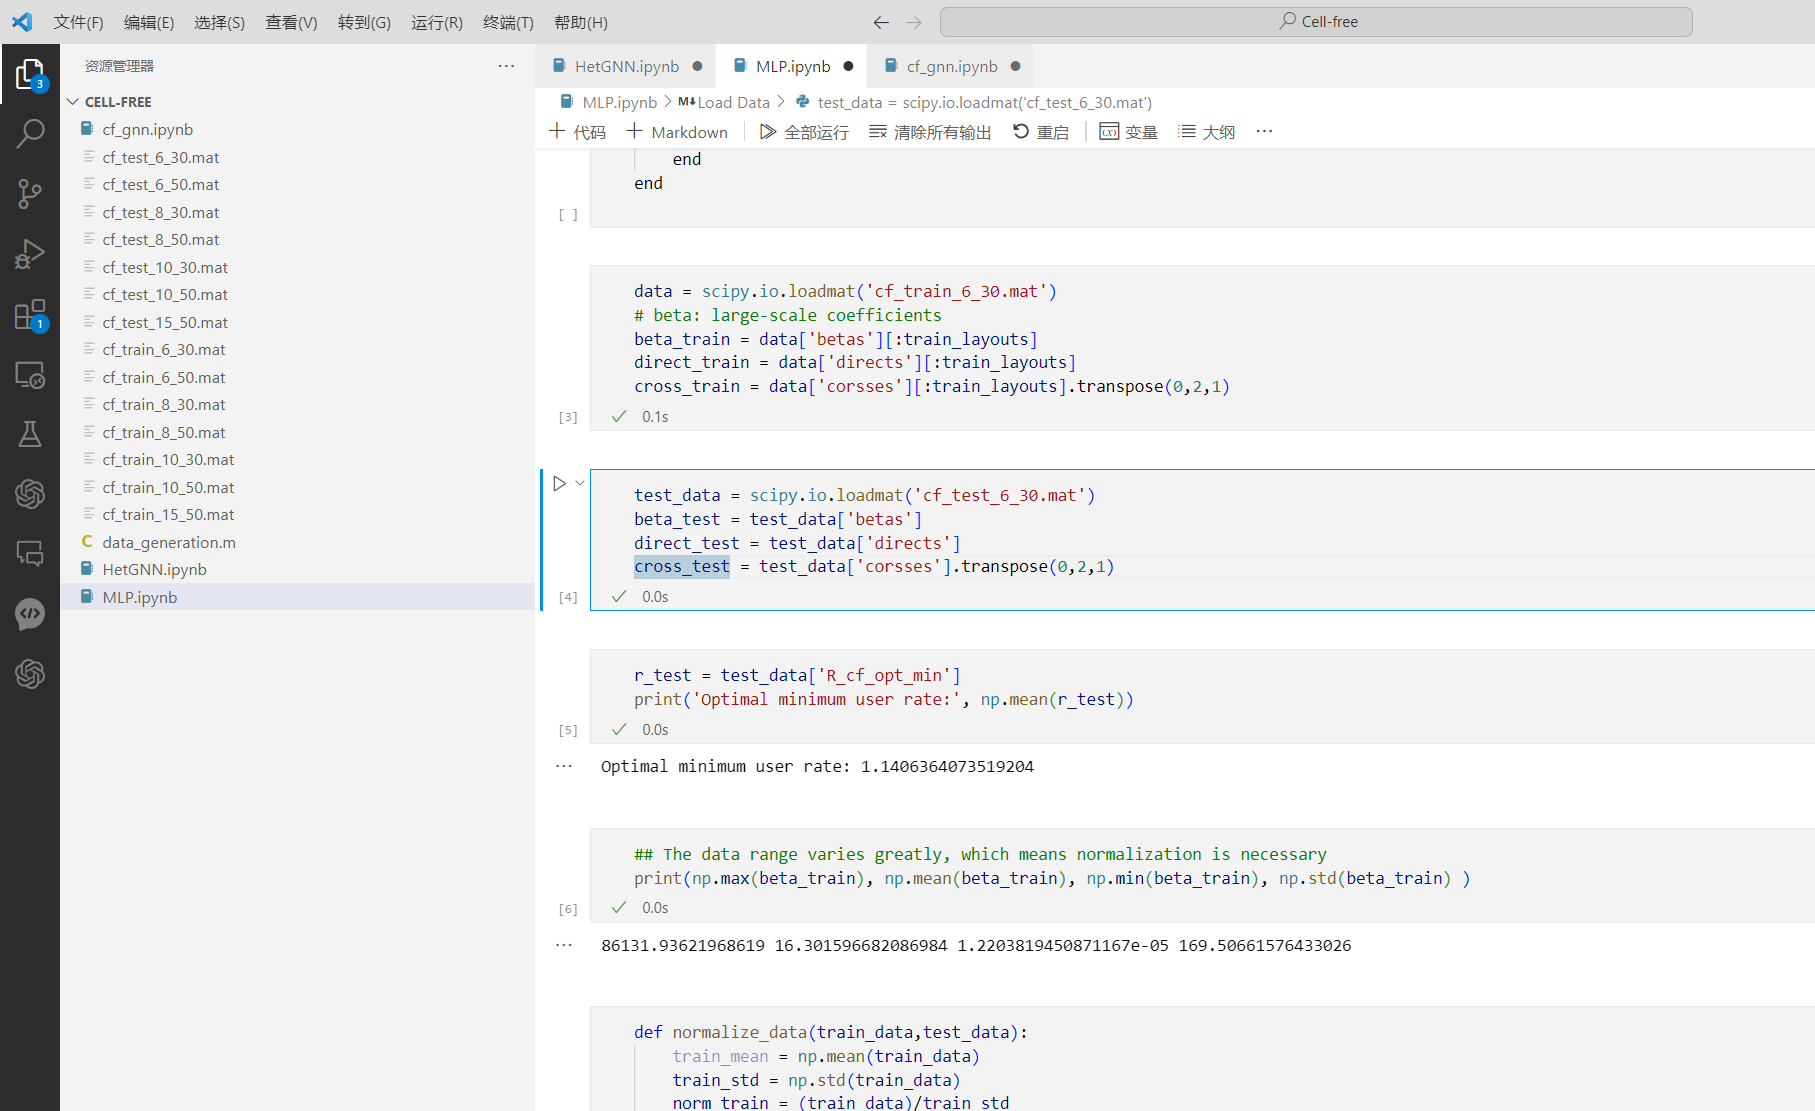 文件(F) 编辑(E) 选择(S) 查看(V) 转到(G) 运行(R) 终端(T) 帮助(H) Cell-free
资源管理器
CELL-FREE
cf_gnn.ipynb
cf_test_6_30.mat
cf_test_6_50.mat
cf_test_8_30.mat
cf_test_8_50.mat
cf_test_10_30.mat
cf_test_10_50.mat
cf_test_15_50.mat
cf_train_6_30.mat
cf_train_6_50.mat
cf_train_8_30.mat
cf_train_8_50.mat
cf_train_10_30.mat
cf_train_10_50.mat
cf_train_15_50.mat
C data_generation.m
HetGNN.ipynb
MLP.ipynb
3
1
HetGNN.ipynb MLP.ipynb cf_gnn.ipynb
MLP.ipynb > M↓Load Data > test_data = scipy.io.loadmat('cf_test_6_30.mat')
代码 Markdown 全部运行 清除所有输出 重启 变量 大纲 ···
end
end
[ ]
data = scipy.io.loadmat('cf_train_6_30.mat')
# beta: large-scale coefficients
beta_train = data['betas'][:train_layouts]
direct_train = data['directs'][:train_layouts]
cross_train = data['corsses'][:train_layouts].transpose(0,2,1)
[3] 0.1s
test_data = scipy.io.loadmat('cf_test_6_30.mat')
beta_test = test_data['betas']
direct_test = test_data['directs']
cross_test = test_data['corsses'].transpose(0,2,1)
[4] 0.0s
r_test = test_data['R_cf_opt_min']
print('Optimal minimum user rate:', np.mean(r_test))
[5] 0.0s
Optimal minimum user rate: 1.1406364073519204
## The data range varies greatly, which means normalization is necessary
print(np.max(beta_train), np.mean(beta_train), np.min(beta_train), np.std(beta_train) )
[6] 0.0s
86131.93621968619 16.301596682086984 1.2203819450871167e-05 169.50661576433026
def normalize_data(train_data,test_data):
train_mean = np.mean(train_data)
train_std = np.std(train_data)
norm_train = (train_data)/train_std